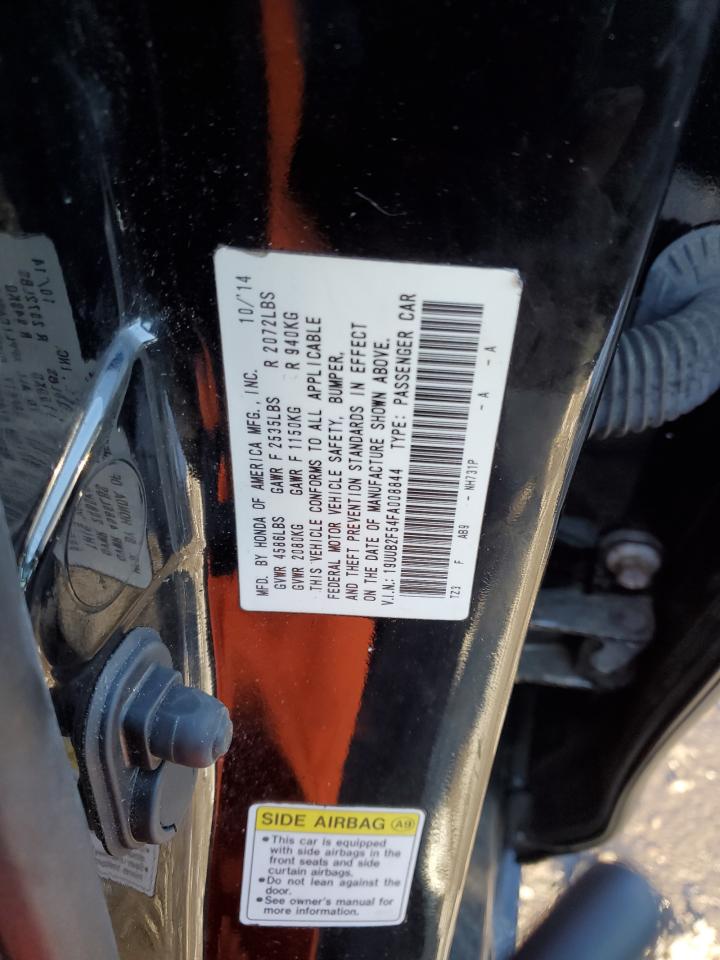 MFD. BY HONDA OF AMERICA MFG., INC. 10/'14
GVWR 4586LBS GAWR F 2535LBS R 2072LBS
GVWR 2080KG GAWR F 1150KG R 940KG
THIS VEHICLE CONFORMS TO ALL APPLICABLE
FEDERAL MOTOR VEHICLE SAFETY, BUMPER,
AND THEFT PREVENTION STANDARDS IN EFFECT
ON THE DATE OF MANUFACTURE SHOWN ABOVE.
V.I.N.: 19UUB2F54FA008844 TYPE: PASSENGER CAR
TZ3 F AB9 - NH731P - A - A
SIDE AIRBAG A9
• This car is equipped
with side airbags in the
front seats and side
curtain airbags.
• Do not lean against the
door.
• See owner's manual for
more information.